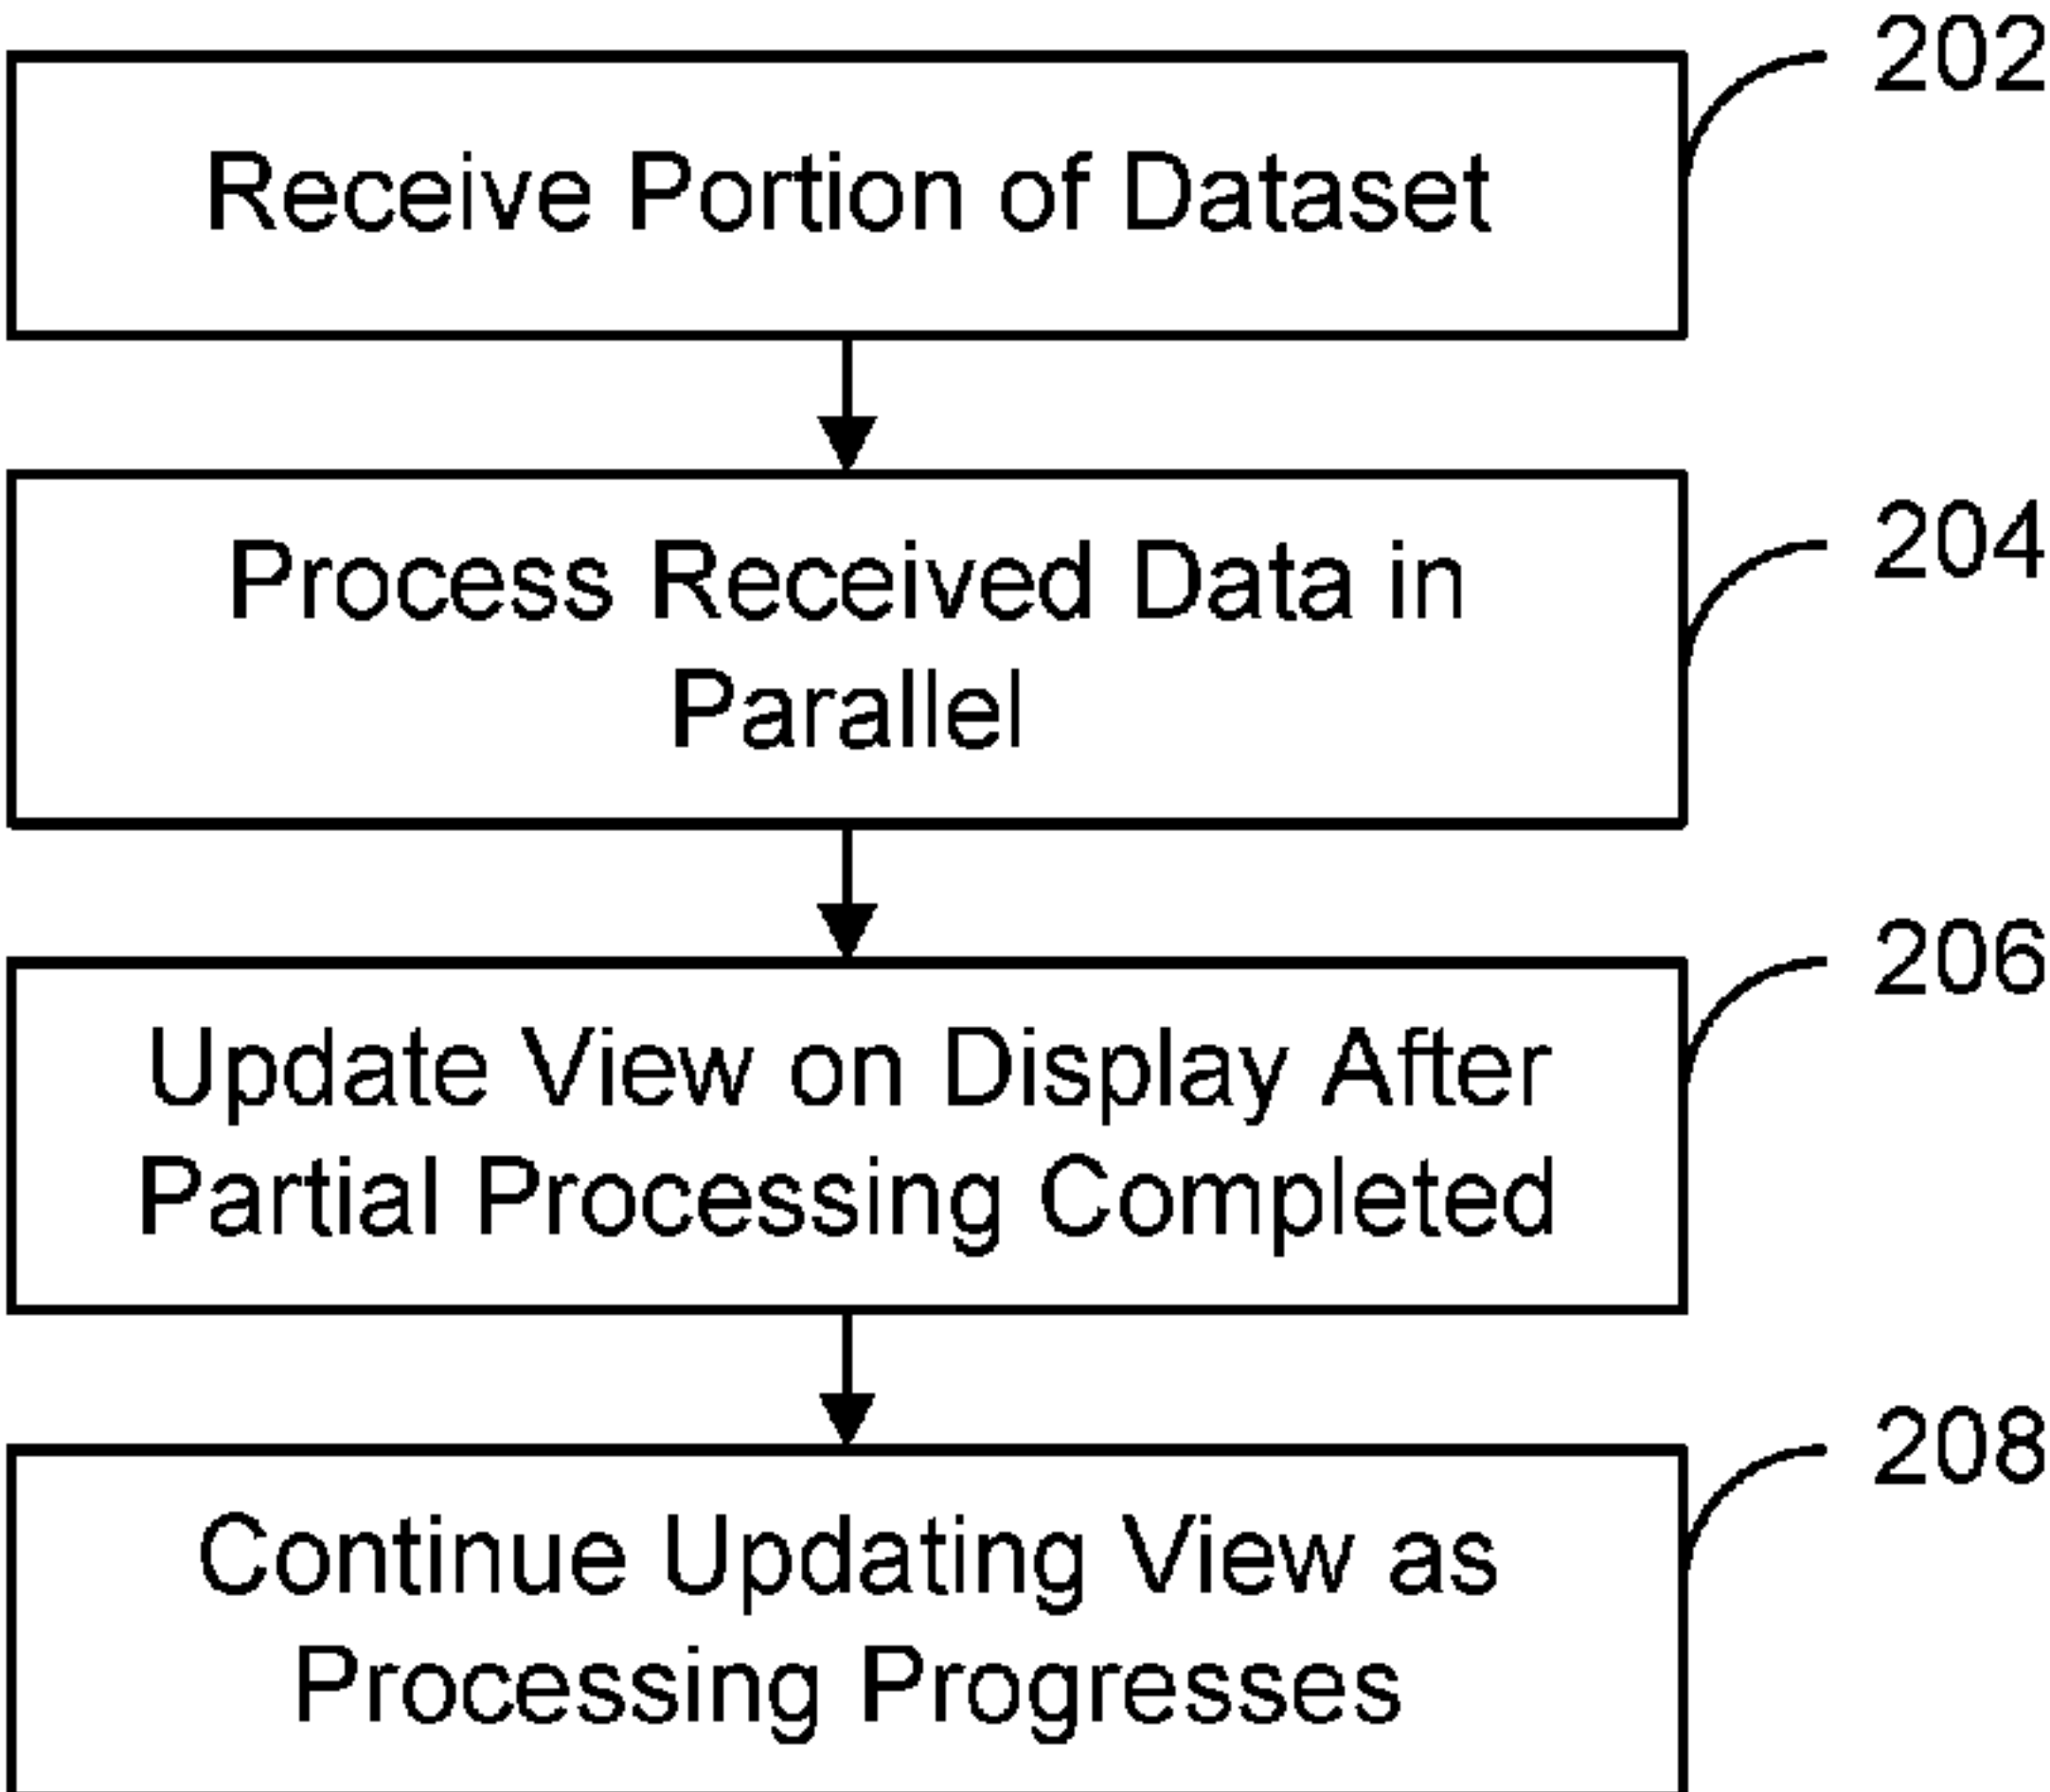 202
Receive Portion of Dataset
204
Process Received Data in
Parallel
206
Update View on Display After
Partial Processing Completed
208
Continue Updating View as
Processing Progresses